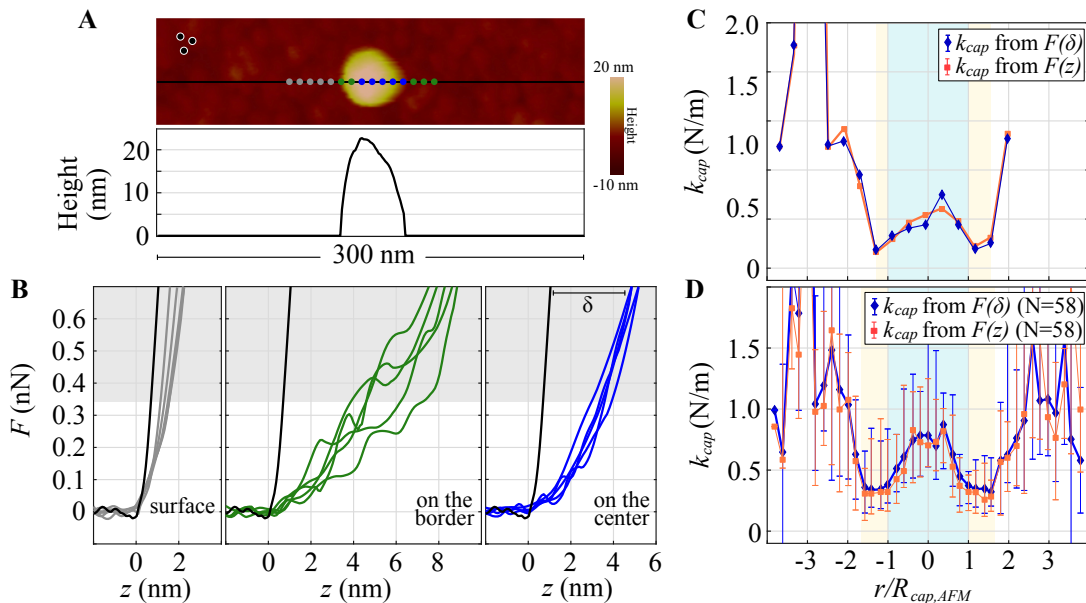 A
20 nm
Height
-10 nm
Height
(nm)
20
10
0
300 nm
B
F (nN)
0.6
0.5
0.4
0.3
0.2
0.1
0
surface
on the
border
δ
on the
center
0 2
0 2 4 6 8
0 2 4 6
z (nm)
z (nm)
z (nm)
C
k_cap (N/m)
2.0
1.5
1.0
0.5
0
k_cap from F(δ)
k_cap from F(z)
D
k_cap (N/m)
1.5
1.0
0.5
0
k_cap from F(δ) (N=58)
k_cap from F(z) (N=58)
-3 -2 -1 0 1 2 3
r/R_cap,AFM